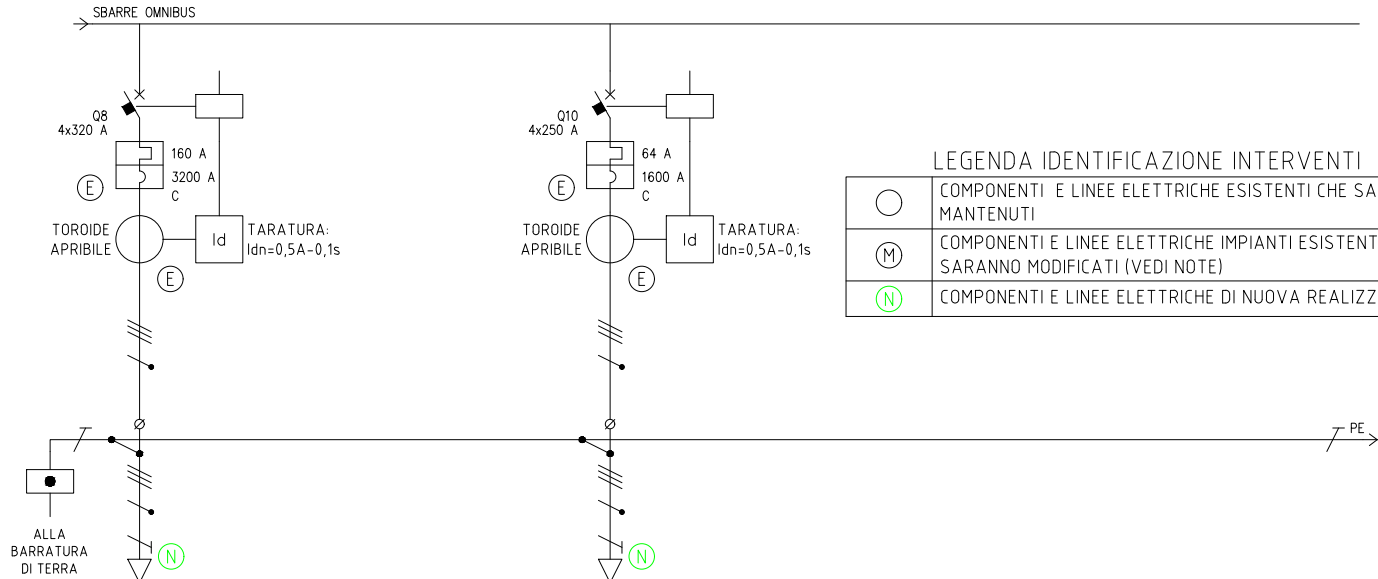 SBARRE OMNIBUS
Q8
4x320 A
160 A
3200 A
C
E
TOROIDE
APRIBILE
Id
TARATURA:
Idn=0,5A-0,1s
E
Q10
4x250 A
64 A
1600 A
C
E
TOROIDE
APRIBILE
Id
TARATURA:
Idn=0,5A-0,1s
E
LEGENDA IDENTIFICAZIONE INTERVENTI
COMPONENTI E LINEE ELETTRICHE ESISTENTI CHE SA
MANTENUTI
M
COMPONENTI E LINEE ELETTRICHE IMPIANTI ESISTENT
SARANNO MODIFICATI (VEDI NOTE)
N
COMPONENTI E LINEE ELETTRICHE DI NUOVA REALIZZ
PE
ALLA
BARRATURA
DI TERRA
N
N